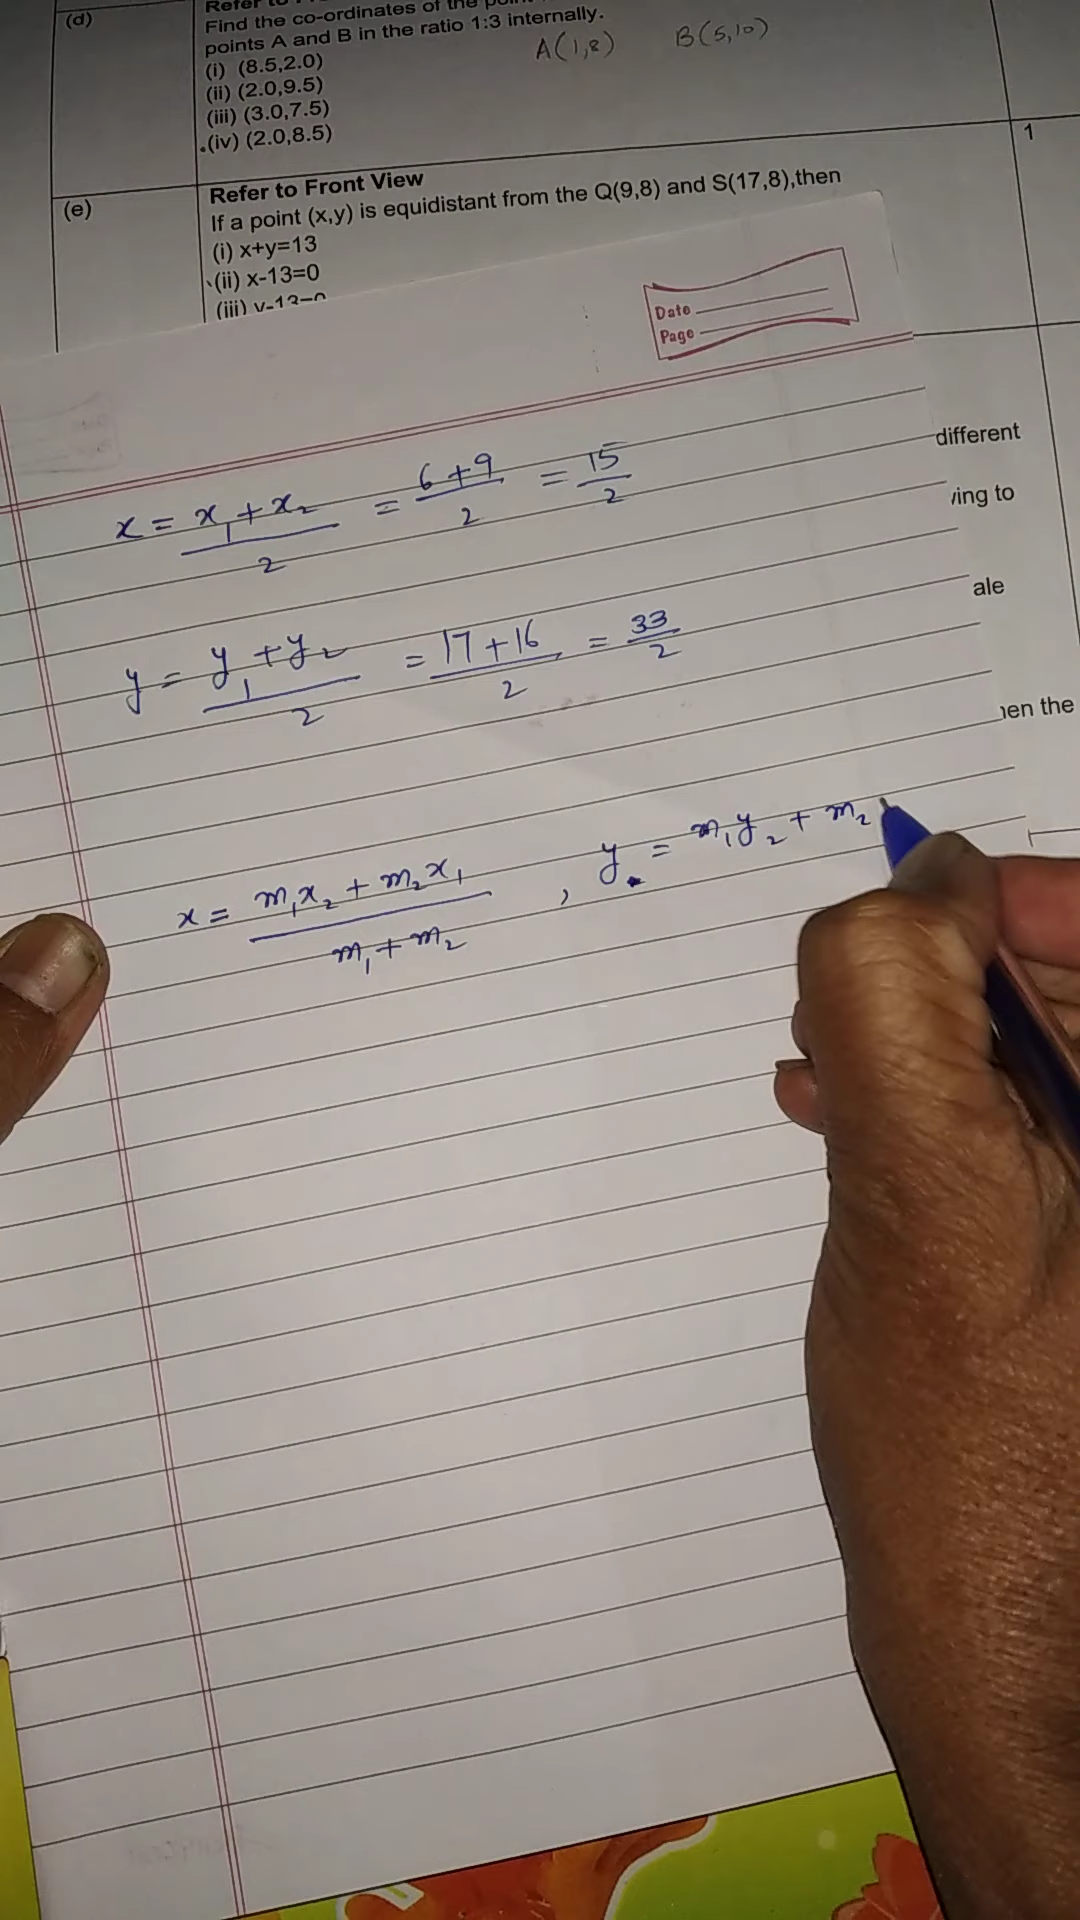 (d)
Find the co-ordinates of the
points A and B in the ratio 1:3 internally.
A(1,8) B(5,10)
(i) (8.5,2.0)
(ii) (2.0,9.5)
(iii) (3.0,7.5)
(iv) (2.0,8.5)
1
(e)
Refer to Front View
If a point (x,y) is equidistant from the Q(9,8) and S(17,8),then
(i) x+y=13
(ii) x-13=0
(iii) y-13=0
Date
Page
different
ving to
ale
hen the
x = x₁+x₂/2 = 6+9/2 = 15/2
y = y₁+y₂/2 = 17+16/2 = 33/2
x = m₁x₂+m₂x₁/m₁+m₂ , y = m₁y₂+m₂